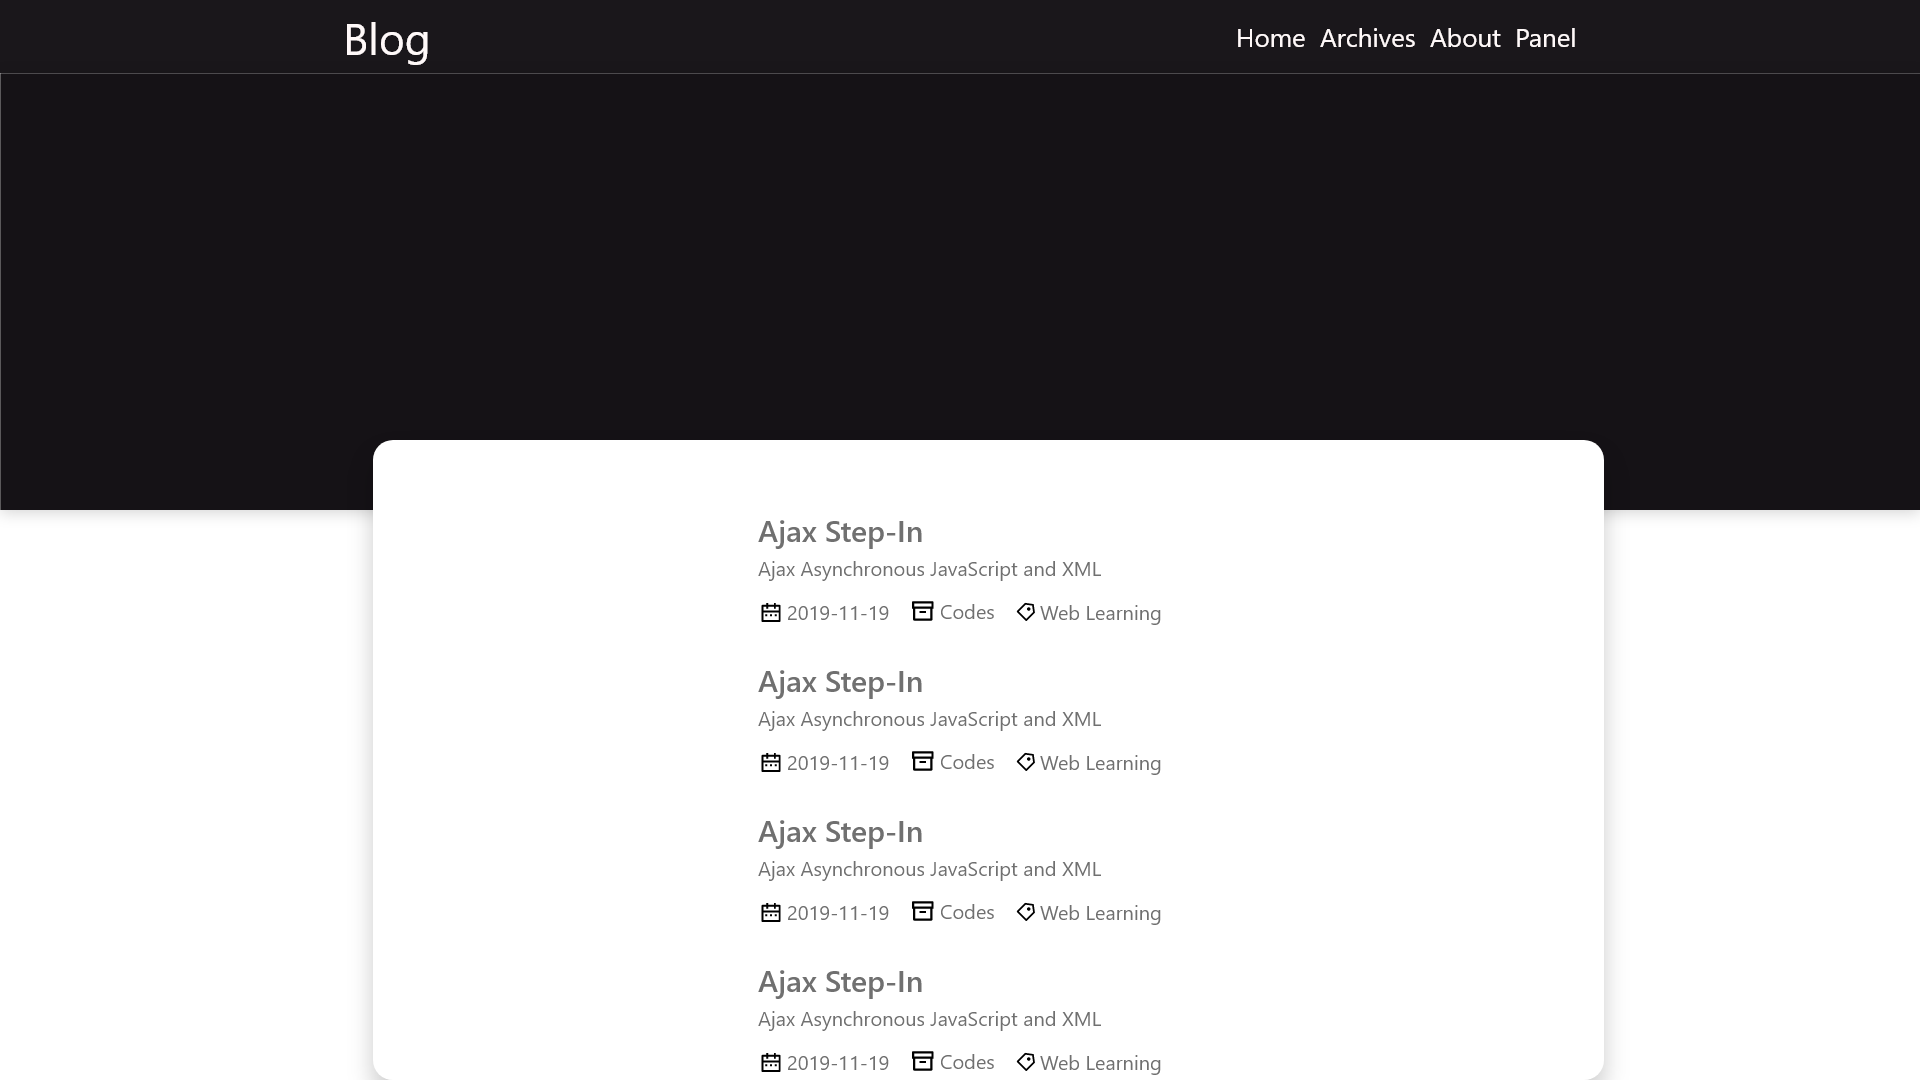 Blog
Home Archives About Panel
Ajax Step-In
Ajax Asynchronous JavaScript and XML
2019-11-19 Codes Web Learning
Ajax Step-In
Ajax Asynchronous JavaScript and XML
2019-11-19 Codes Web Learning
Ajax Step-In
Ajax Asynchronous JavaScript and XML
2019-11-19 Codes Web Learning
Ajax Step-In
Ajax Asynchronous JavaScript and XML
2019-11-19 Codes Web Learning